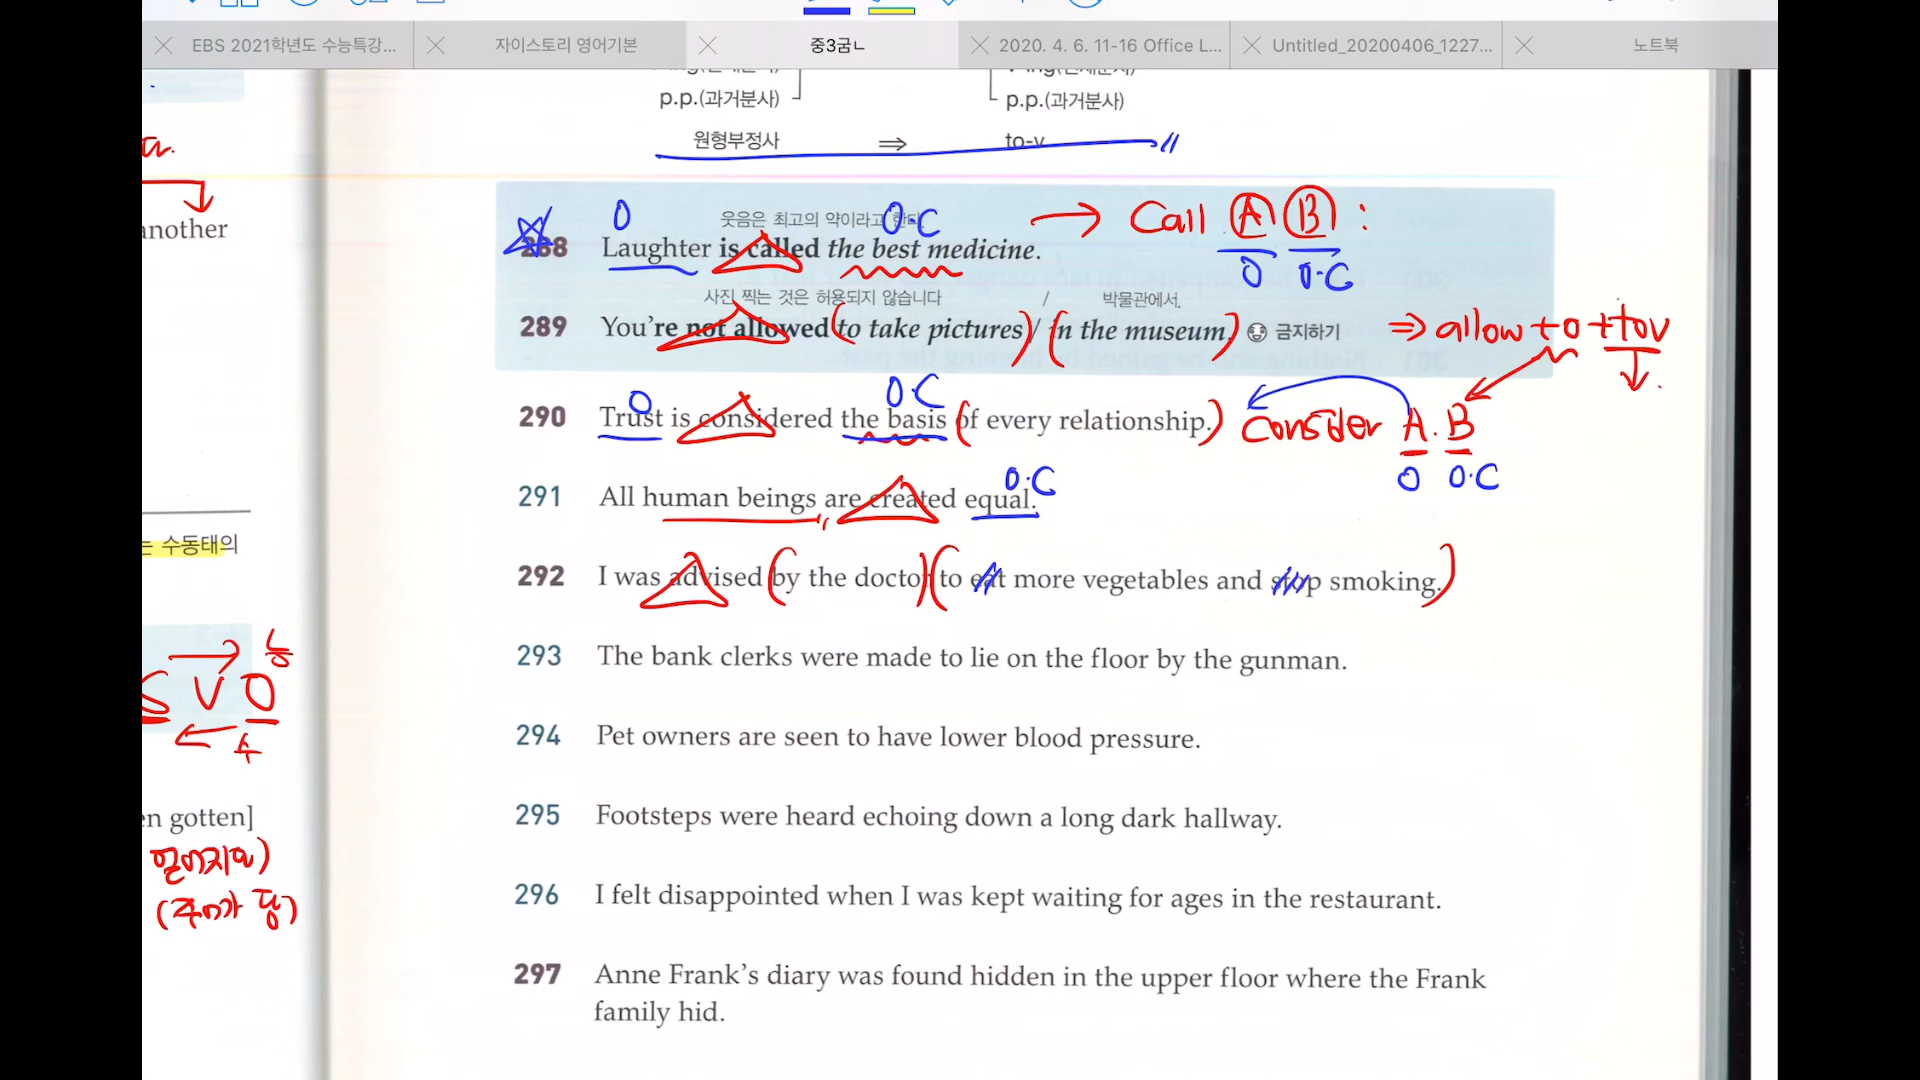 EBS 2021학년도 수능특강...
자이스토리 영어기본
중3굼ㄴ
2020. 4. 6. 11-16 Office L...
Untitled_20200406_1227...
노트북
p.p.(과거분사)
p.p.(과거분사)
원형부정사 ⇒ to-v
another
는 수동태의
S V O
en gotten]
O 웃음은 최고의 약이라고 한다 O·C → Call A B :
288 Laughter is called the best medicine.
O O·C
사진 찍는 것은 허용되지 않습니다 / 박물관에서.
289 You're not allowed (to take pictures) / (in the museum.) 금지하기 ⇒ allow + o + to v
O O·C
290 Trust is considered the basis (of every relationship.) consider A. B
O O·C
O·C
291 All human beings are created equal.
292 I was advised (by the doctor) (to eat more vegetables and stop smoking.)
293 The bank clerks were made to lie on the floor by the gunman.
294 Pet owners are seen to have lower blood pressure.
295 Footsteps were heard echoing down a long dark hallway.
296 I felt disappointed when I was kept waiting for ages in the restaurant.
297 Anne Frank's diary was found hidden in the upper floor where the Frank
family hid.